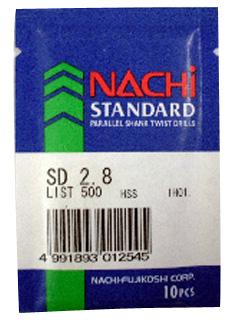 NACHi
STANDARD
PARALLEL SHANK TWIST DRILLS
SD 2.8
LIST 500 HSS 1H01.
4 991893 012545
NACHI-FUJIKOSHI CORP.
10PCS